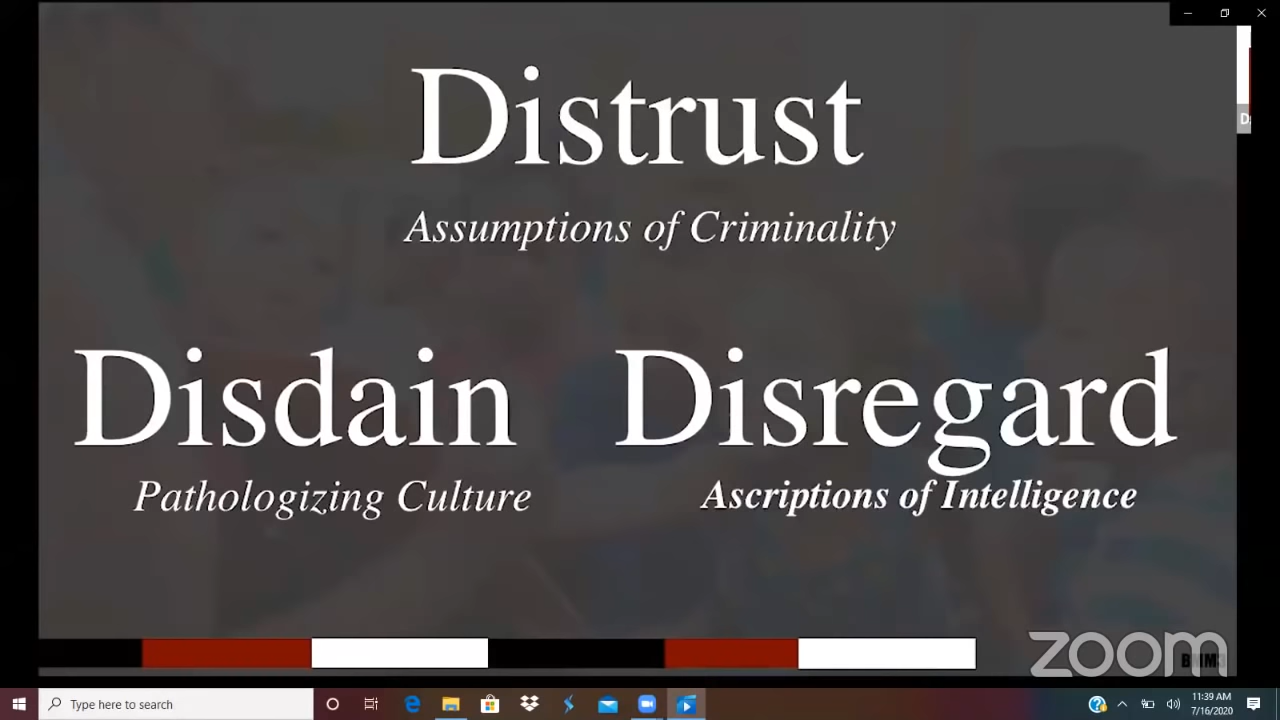 Distrust
Assumptions of Criminality
Disdain
Pathologizing Culture
Disregard
Ascriptions of Intelligence
zoom
Type here to search
11:39 AM
7/16/2020